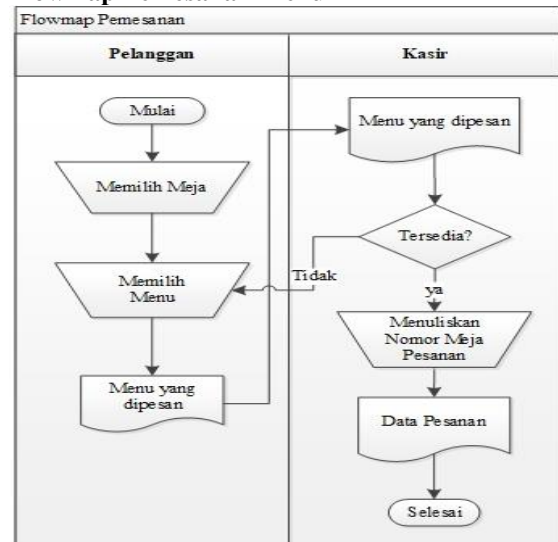 Flowmap Pemesanan
Pelanggan
Kasir
Mulai
Memilih Meja
Memilih
Menu
Menu yang
dipesan
Menu yang dipesan
Tersedia?
Tidak
ya
Menuliskan
Nomor Meja
Pesanan
Data Pesanan
Selesai